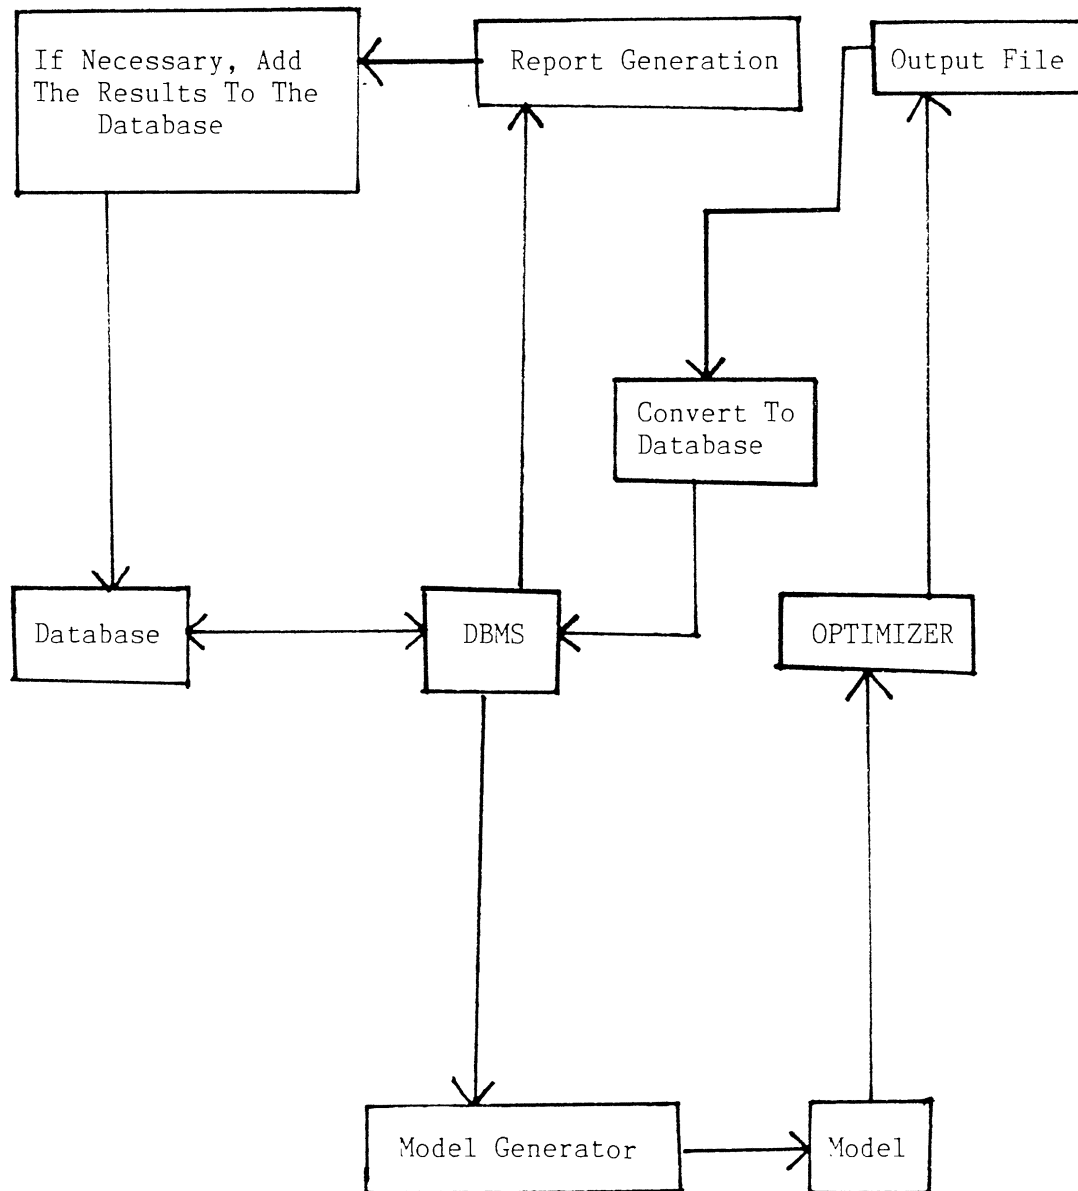 If Necessary, Add
The Results To The
Database
Report Generation
Output File
Convert To
Database
Database
DBMS
OPTIMIZER
Model Generator
Model